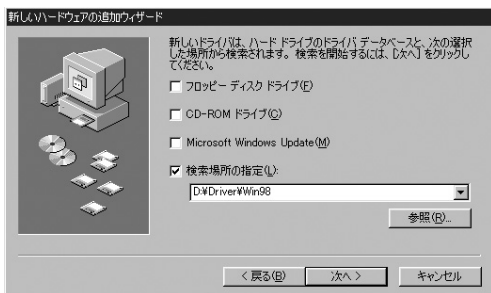 新しいハードウェアの追加ウィザード
新しいドライバは、ハード ドライブのドライバ データベースと、次の選択
した場所から検索されます。検索を開始するには、[次へ] をクリックし
てください。
フロッピー ディスク ドライブ(F)
CD-ROM ドライブ(C)
Microsoft Windows Update(M)
検索場所の指定(L):
D:¥Driver¥Win98
参照(R)...
< 戻る(B)
次へ >
キャンセル